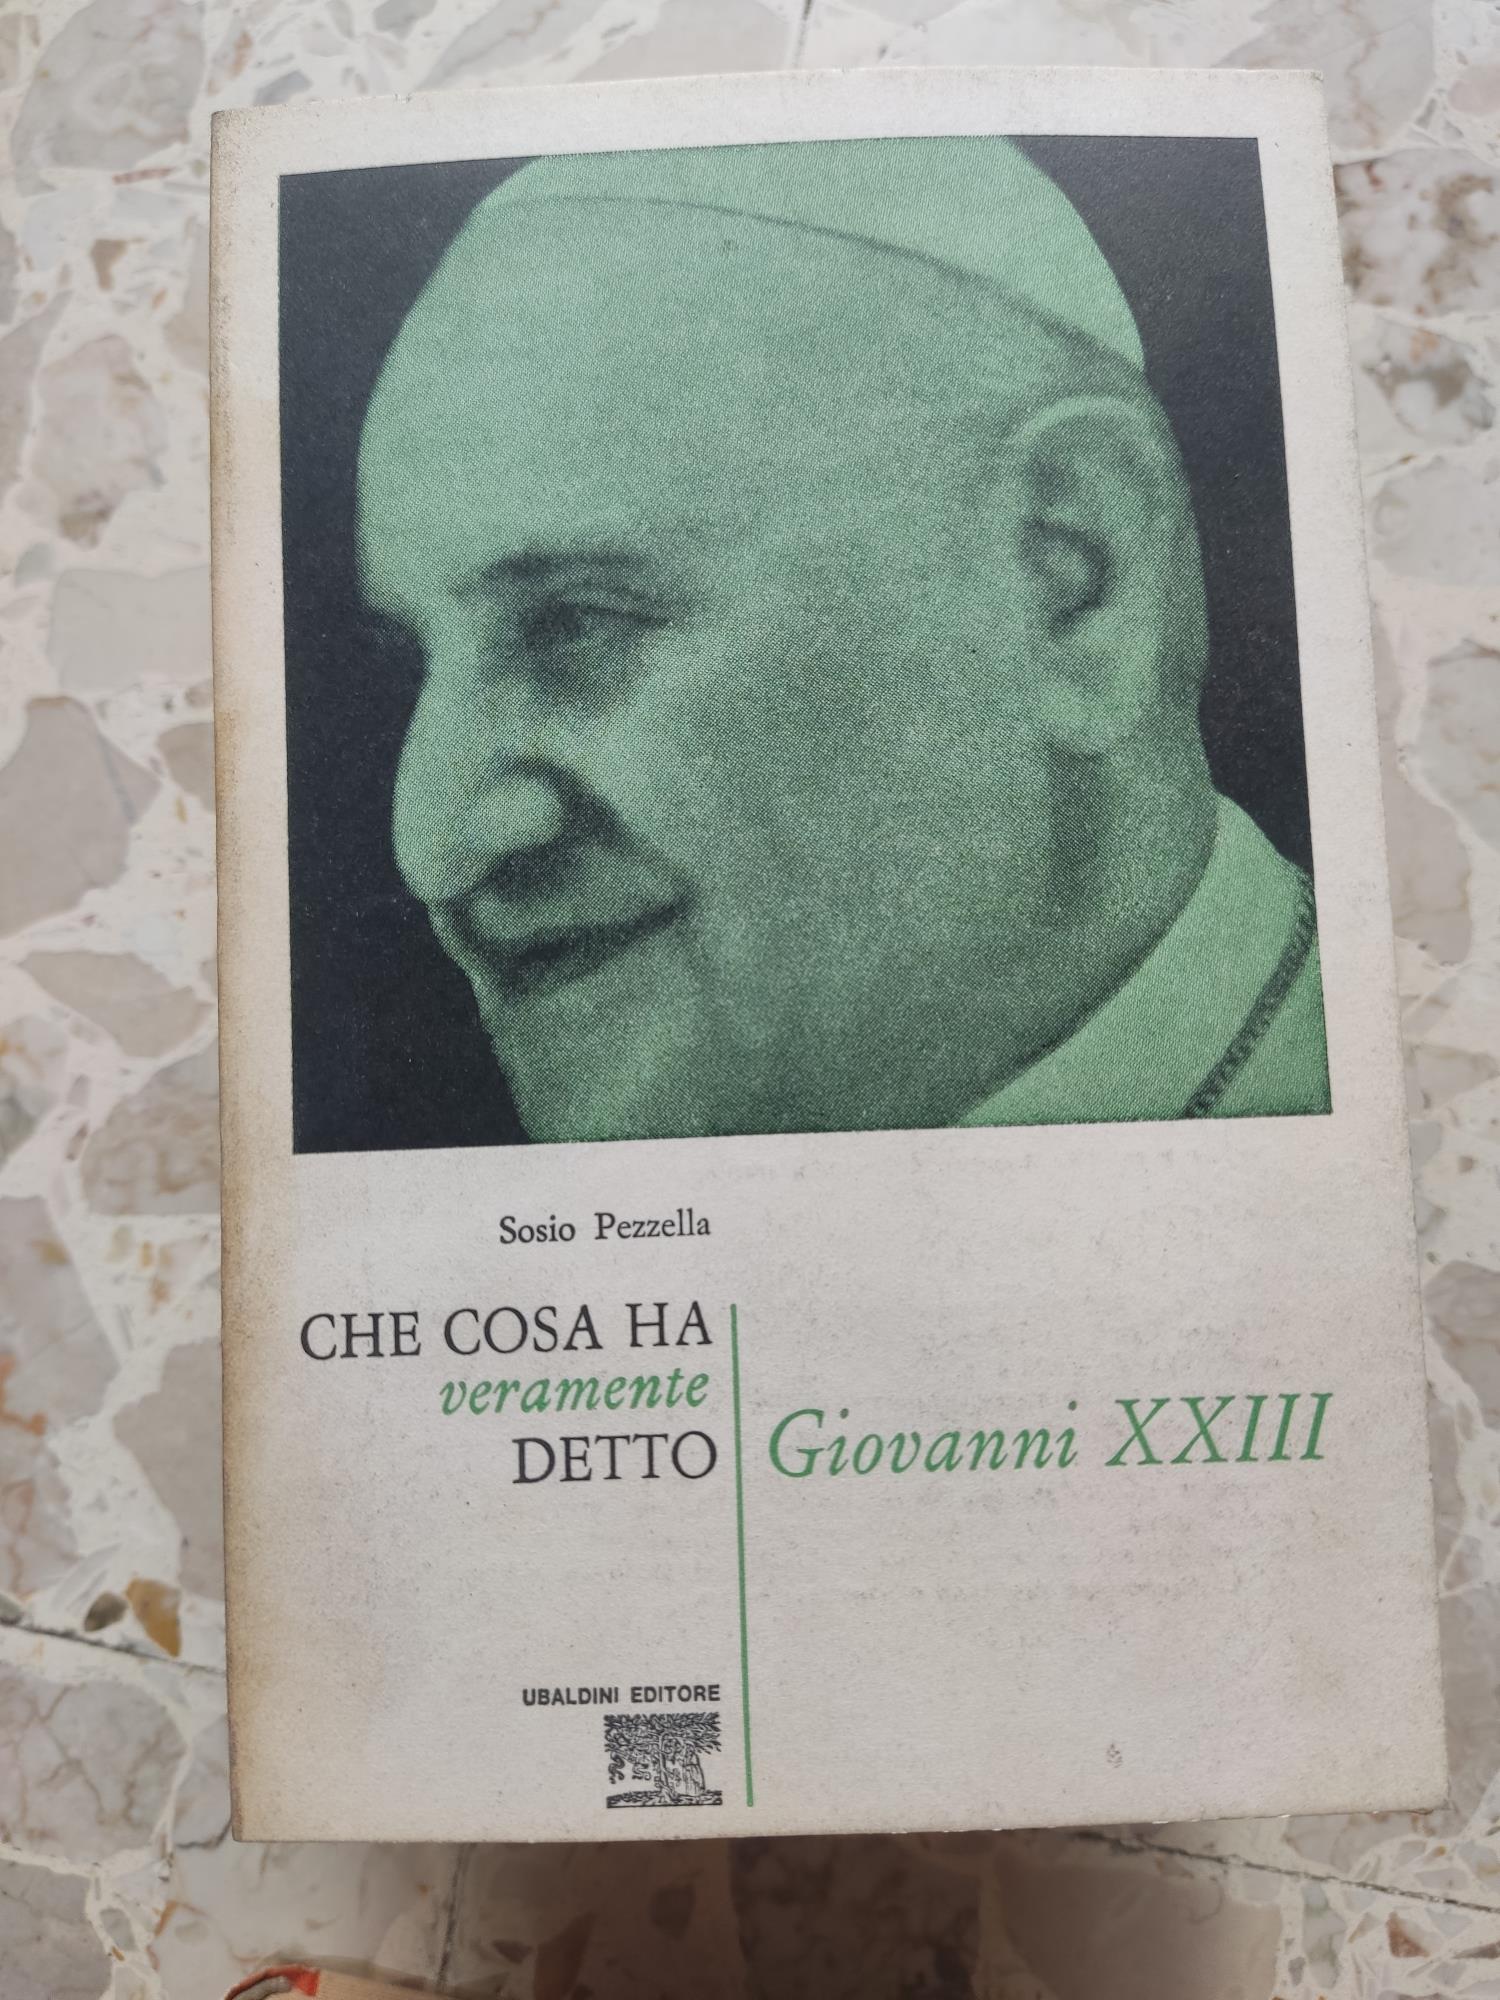 Sosio Pezzella
CHE COSA HA
veramente
DETTO
Giovanni XXIII
UBALDINI EDITORE